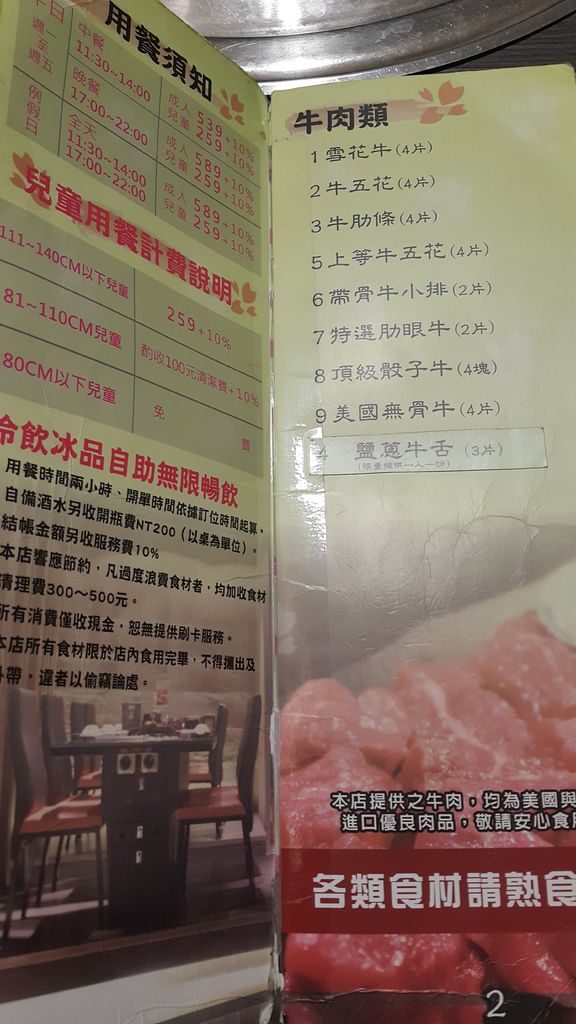 用餐須知
平日
週一至週五
中餐
11:30~14:00
成人 539+10%
兒童 259+10%
晚餐
17:00~22:00
成人 589+10%
兒童 259+10%
例假日
全天
11:30~14:00
17:00~22:00
成人 589+10%
兒童 259+10%
兒童用餐計費說明
111~140CM以下兒童
259+10%
81~110CM兒童
酌收100元清潔費+10%
80CM以下兒童
免 費
冷飲冰品自助無限暢飲
用餐時間兩小時、開單時間依據訂位時間起算。
自備酒水另收開瓶費NT200（以桌為單位）。
結帳金額另收服務費10%
本店響應節約，凡過度浪費食材者，均加收食材
清理費300～500元。
所有消費僅收現金，恕無提供刷卡服務。
本店所有食材限於店內食用完畢，不得攜出及
外帶，違者以偷竊論處。
牛肉類
1 雪花牛(4片)
2 牛五花(4片)
3 牛肋條(4片)
5 上等牛五花(4片)
6 帶骨牛小排(2片)
7 特選肋眼牛(2片)
8 頂級骰子牛(4塊)
9 美國無骨牛(4片)
4 鹽蔥牛舌(3片)
(限量提供一人一份)
本店提供之牛肉，均為美國與
進口優良肉品，敬請安心食用
各類食材請熟食
2